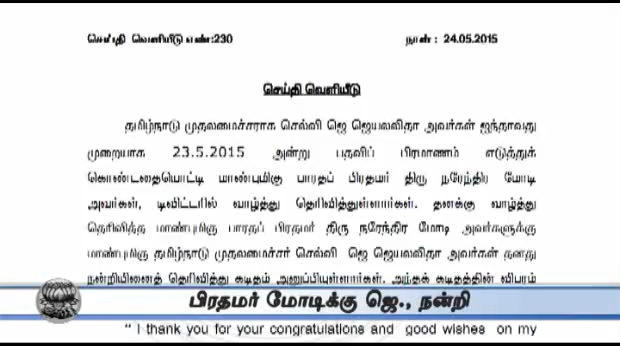 செய்தி வெளியீடு எண்:230 நாள் : 24.05.2015
செய்தி வெளியீடு
தமிழ்நாடு முதலமைச்சராக செல்வி ஜெ ஜெயலலிதா அவர்கள் ஐந்தாவது
முறையாக 23.5.2015 அன்று பதவிப் பிரமாணம் எடுத்துக்
கொண்டதையொட்டி மாண்புமிகு பாரதப் பிரதமர் திரு நரேந்திர மோடி
அவர்கள், டிவிட்டரில் வாழ்த்து தெரிவித்துள்ளார்கள். தனக்கு வாழ்த்து
தெரிவித்த மாண்புமிகு பாரதப் பிரதமர் திரு நரேந்திர மோடி அவர்களுக்கு
மாண்புமிகு தமிழ்நாடு முதலமைச்சர் செல்வி ஜெ ஜெயலலிதா அவர்கள் தனது
நன்றியினைத் தெரிவித்து கடிதம் அனுப்பியுள்ளார்கள். அந்தக் கடிதத்தின் விபரம்
பிரதமர் மோடிக்கு ஜெ., நன்றி
“ I thank you for your congratulations and good wishes on my